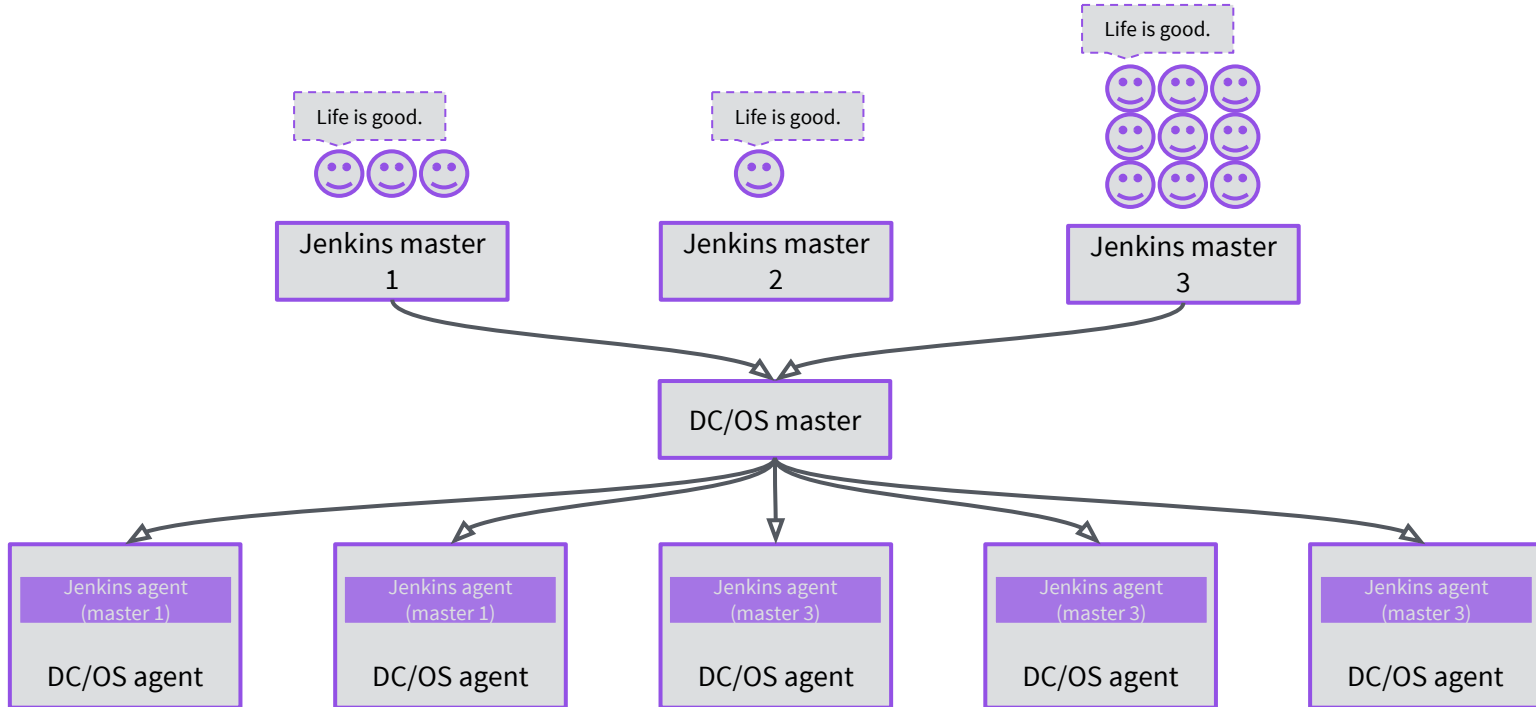 Life is good.
Life is good.
Life is good.
Jenkins master
1
Jenkins master
2
Jenkins master
3
DC/OS master
Jenkins agent
(master 1)
DC/OS agent
Jenkins agent
(master 1)
DC/OS agent
Jenkins agent
(master 3)
DC/OS agent
Jenkins agent
(master 3)
DC/OS agent
Jenkins agent
(master 3)
DC/OS agent